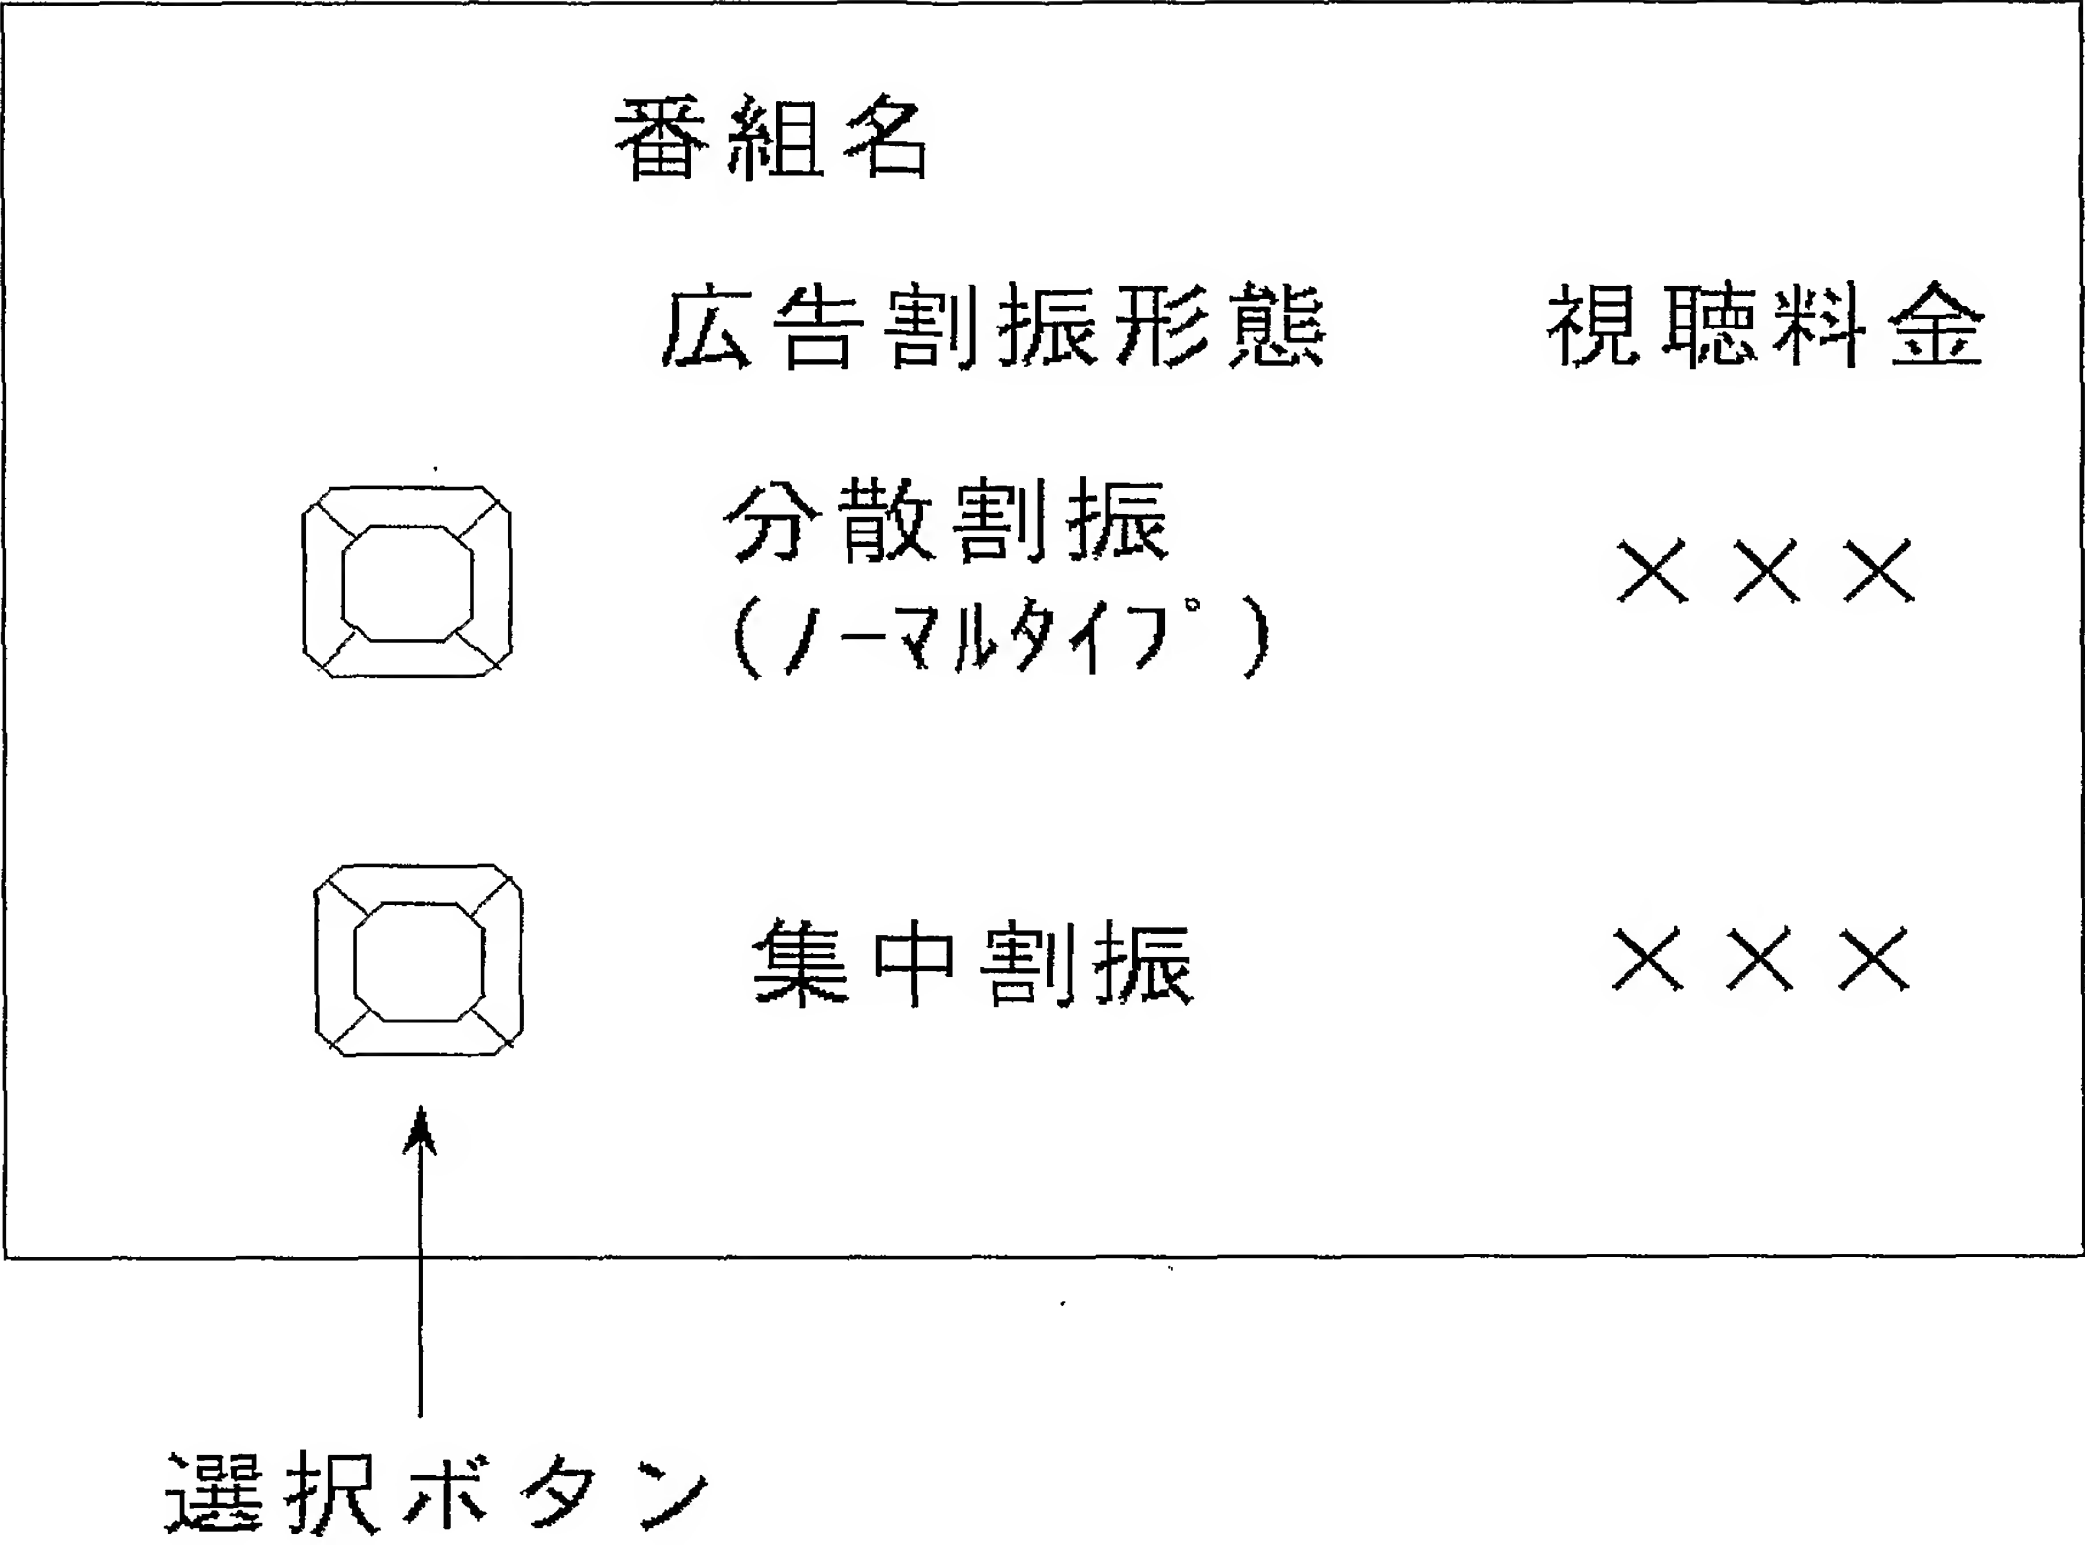 番組名
広告割振形態 視聴料金
分散割振 ×××
(ﾉｰﾏﾙﾀｲﾌﾟ)
集中割振 ×××
選択ボタン